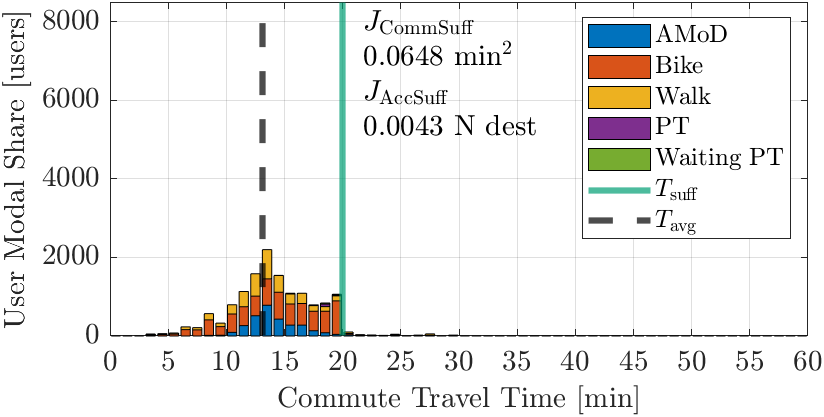 User Modal Share [users]
8000
6000
4000
2000
0
J_CommSuff
0.0648 min²
J_AccSuff
0.0043 N dest
AMoD
Bike
Walk
PT
Waiting PT
T_suff
T_avg
0 5 10 15 20 25 30 35 40 45 50 55 60
Commute Travel Time [min]